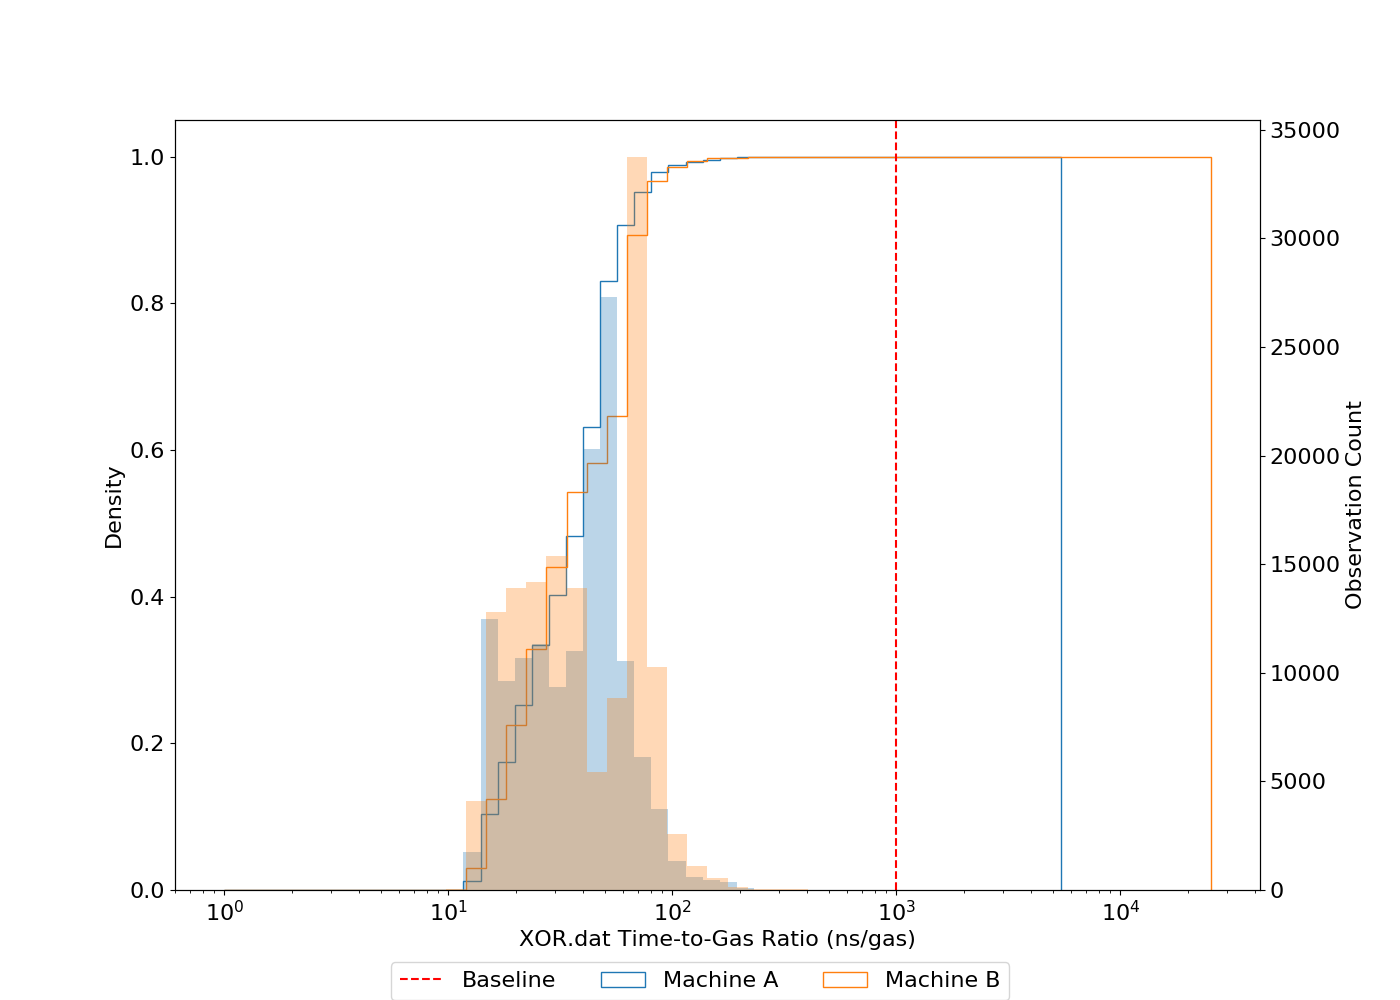 1.0
0.8
0.6
0.4
0.2
0.0
Density
35000
30000
25000
20000
15000
10000
5000
0
Observation Count
10⁰ 10¹ 10² 10³ 10⁴
XOR.dat Time-to-Gas Ratio (ns/gas)
Baseline Machine A Machine B